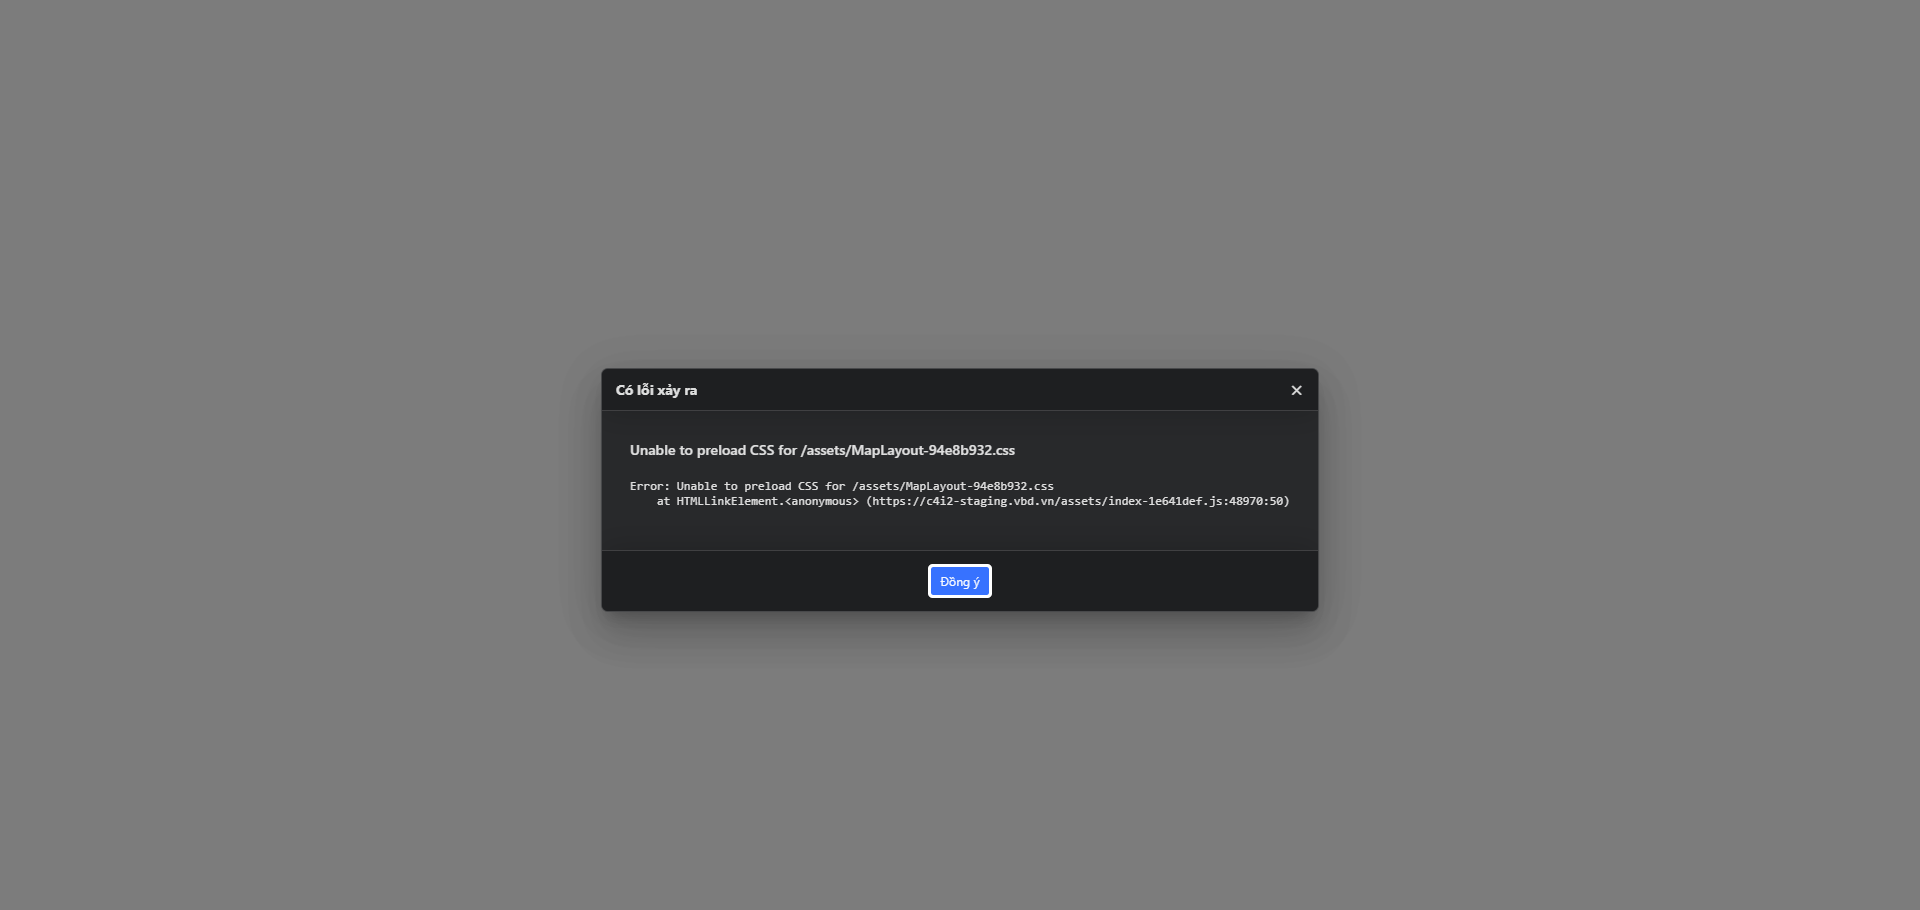 Có lỗi xảy ra
Unable to preload CSS for /assets/MapLayout-94e8b932.css
Error: Unable to preload CSS for /assets/MapLayout-94e8b932.css
at HTMLLinkElement.<anonymous> (https://c4i2-staging.vbd.vn/assets/index-1e641def.js:48970:50)
Đồng ý